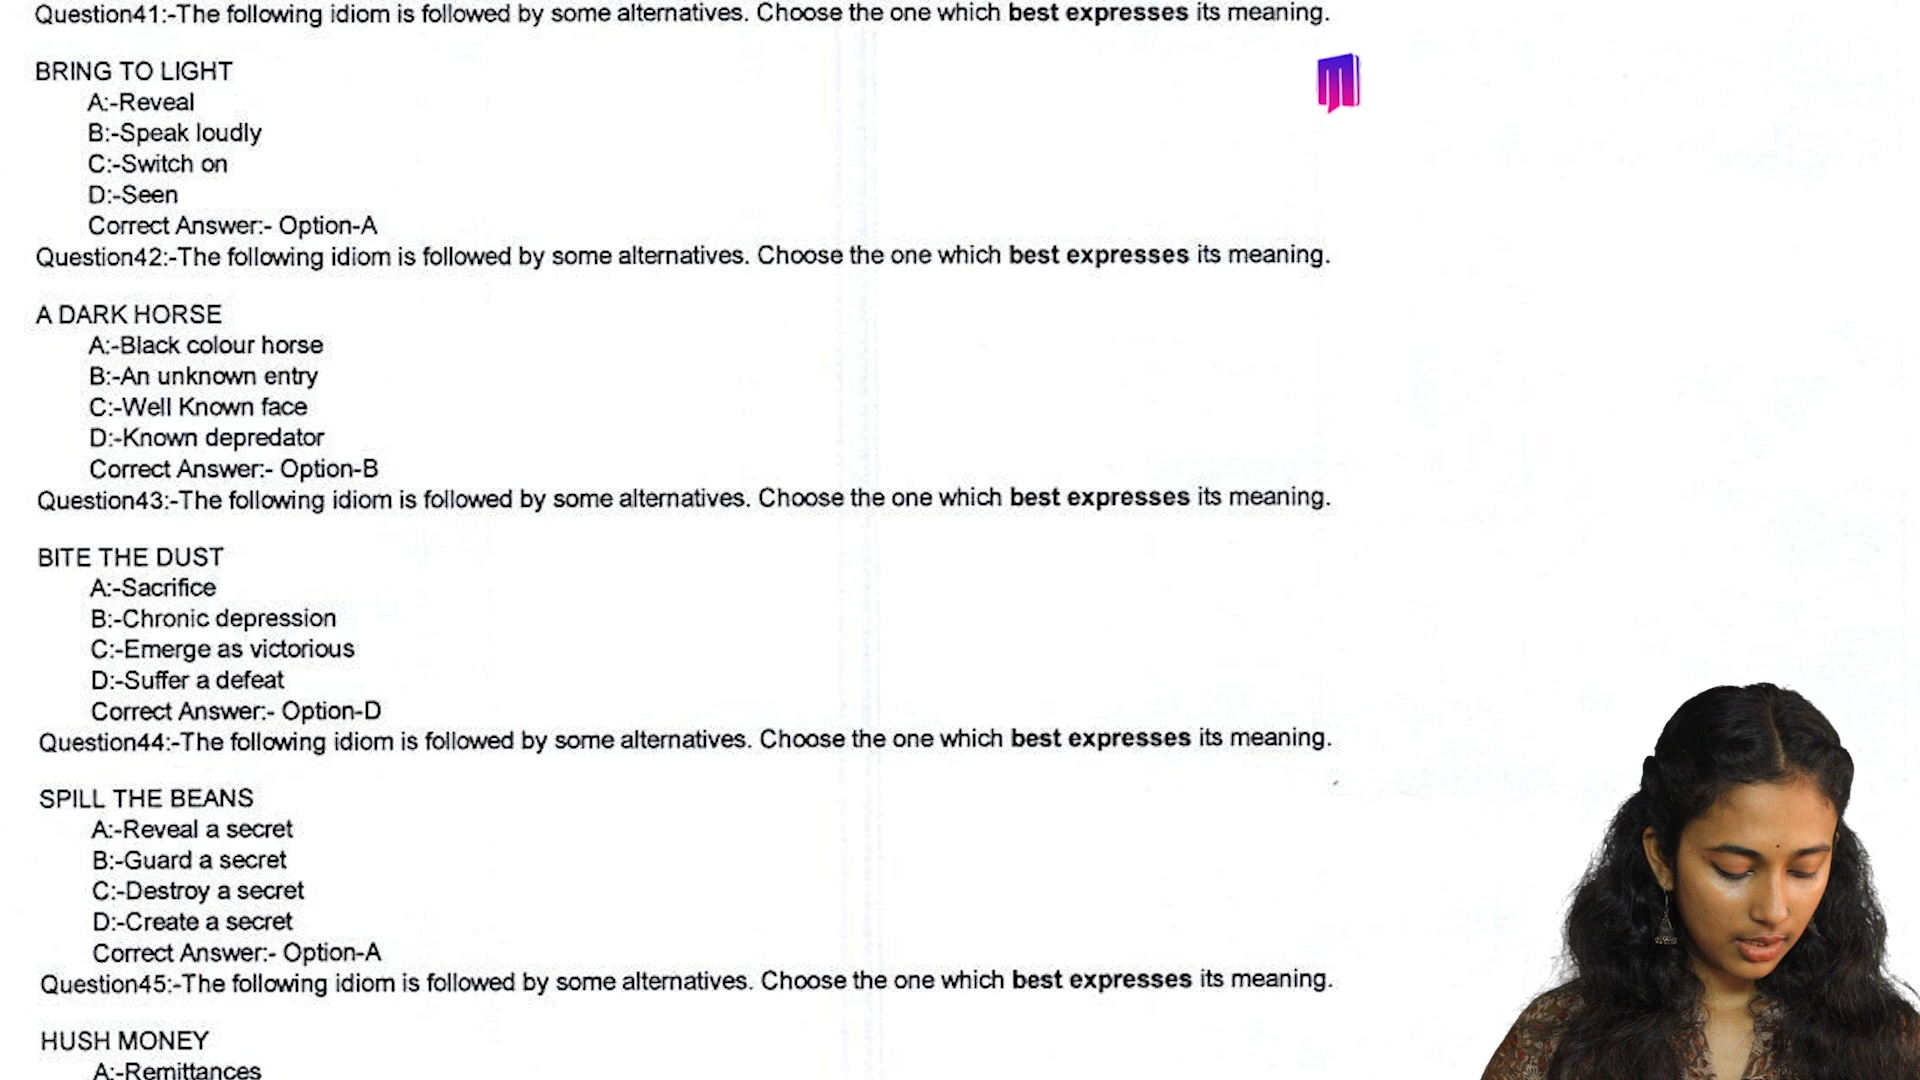 Question41:-The following idiom is followed by some alternatives. Choose the one which best expresses its meaning.
BRING TO LIGHT
A:-Reveal
B:-Speak loudly
C:-Switch on
D:-Seen
Correct Answer:- Option-A
Question42:-The following idiom is followed by some alternatives. Choose the one which best expresses its meaning.
A DARK HORSE
A:-Black colour horse
B:-An unknown entry
C:-Well Known face
D:-Known depredator
Correct Answer:- Option-B
Question43:-The following idiom is followed by some alternatives. Choose the one which best expresses its meaning.
BITE THE DUST
A:-Sacrifice
B:-Chronic depression
C:-Emerge as victorious
D:-Suffer a defeat
Correct Answer:- Option-D
Question44:-The following idiom is followed by some alternatives. Choose the one which best expresses its meaning.
SPILL THE BEANS
A:-Reveal a secret
B:-Guard a secret
C:-Destroy a secret
D:-Create a secret
Correct Answer:- Option-A
Question45:-The following idiom is followed by some alternatives. Choose the one which best expresses its meaning.
HUSH MONEY
A:-Remittances